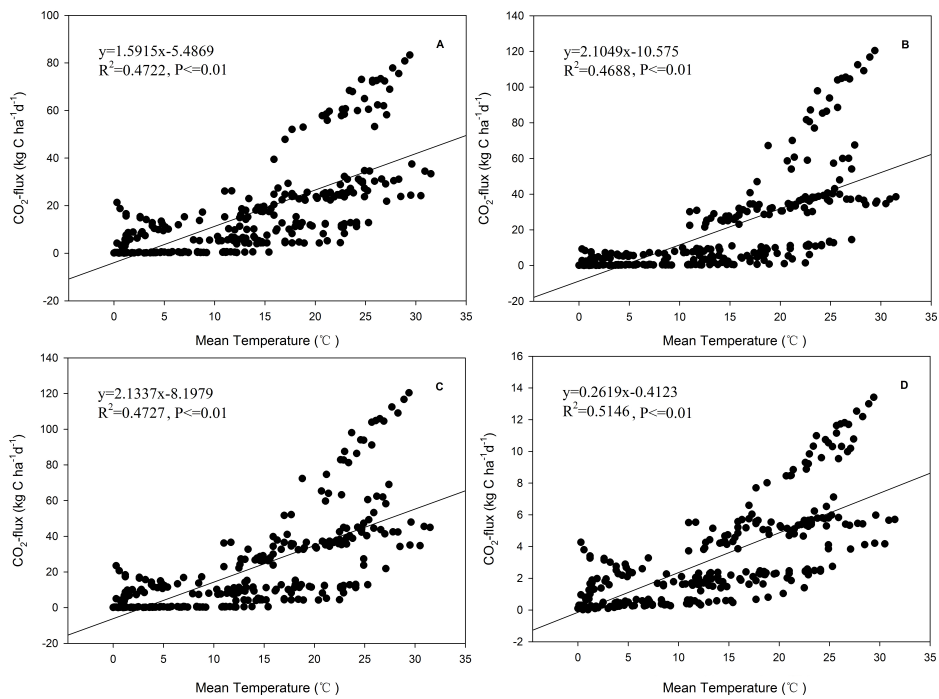 A
y=1.5915x-5.4869
R²=0.4722, P<=0.01
CO₂-flux (kg C ha⁻¹d⁻¹)
100
80
60
40
20
0
-20
0 5 10 15 20 25 30 35
Mean Temperature (℃)
B
y=2.1049x-10.575
R²=0.4688, P<=0.01
CO₂-flux (kg C ha⁻¹d⁻¹)
140
120
100
80
60
40
20
0
-20
0 5 10 15 20 25 30 35
Mean Temperature (℃)
C
y=2.1337x-8.1979
R²=0.4727, P<=0.01
CO₂-flux (kg C ha⁻¹d⁻¹)
140
120
100
80
60
40
20
0
-20
0 5 10 15 20 25 30 35
Mean Temperature (℃)
D
y=0.2619x-0.4123
R²=0.5146, P<=0.01
CO₂-flux (kg C ha⁻¹d⁻¹)
16
14
12
10
8
6
4
2
0
-2
0 5 10 15 20 25 30 35
Mean Temperature (℃)